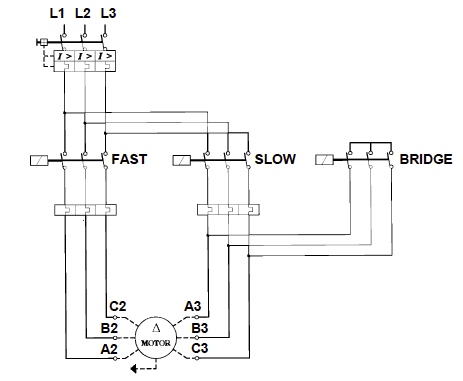 L1 L2 L3
I > I > I >
FAST SLOW BRIDGE
C2 A3
Δ
B2 MOTOR B3
A2 C3